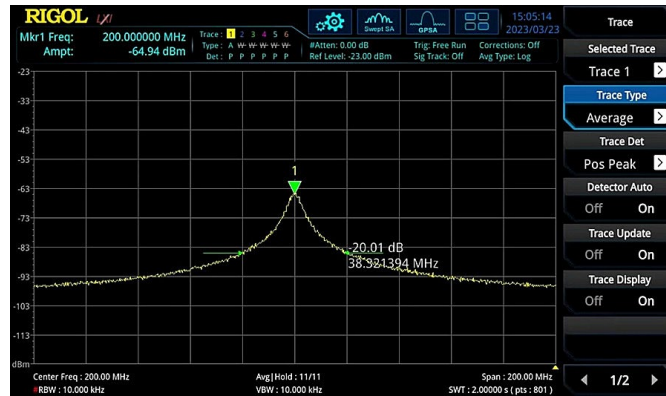 RIGOL LXI
Mkr1 Freq: 200.000000 MHz
Ampt: -64.94 dBm
Trace: 1 2 3 4 5 6
Type: A W W W W W
Det: P P P P P P
Swept SA
GPSA
#Atten: 0.00 dB
Ref Level: -23.00 dBm
Trig: Free Run
Sig Track: Off
Corrections: Off
Avg Type: Log
15:05:14
2023/03/23
Trace
Selected Trace
Trace 1
Trace Type
Average
Trace Det
Pos Peak
Detector Auto
Off On
Trace Update
Off On
Trace Display
Off On
1/2
-23
-33
-43
-53
-63
-73
-83
-93
-103
-113
dBm
1
-20.01 dB
38.321394 MHz
Center Freq : 200.00 MHz
Avg|Hold : 11/11
Span : 200.00 MHz
#RBW : 10.000 kHz
VBW : 10.000 kHz
SWT : 2.00000 s ( pts : 801 )